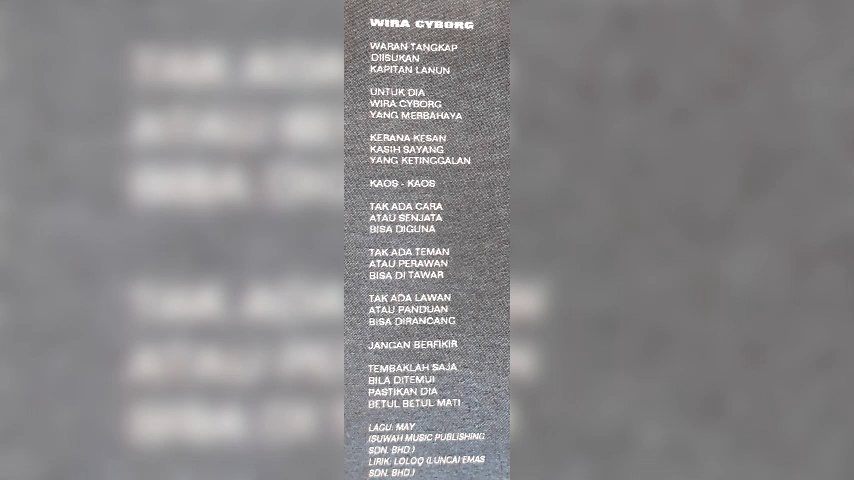 WIRA CYBORG
WARAN TANGKAP
DIISUKAN
KAPITAN LANUN
UNTUK DIA
WIRA CYBORG
YANG MERBAHAYA
KERANA KESAN
KASIH SAYANG
YANG KETINGGALAN
KAOS - KAOS
TAK ADA CARA
ATAU SENJATA
BISA DIGUNA
TAK ADA TEMAN
ATAU PERAWAN
BISA DI TAWAR
TAK ADA LAWAN
ATAU PANDUAN
BISA DIRANCANG
JANGAN BERFIKIR
TEMBAKLAH SAJA
BILA DITEMUI
PASTIKAN DIA
BETUL BETUL MATI
LAGU: MAY
(SUWAH MUSIC PUBLISHING
SDN. BHD.)
LIRIK: LOLOQ (LUNCAI EMAS
SDN. BHD.)